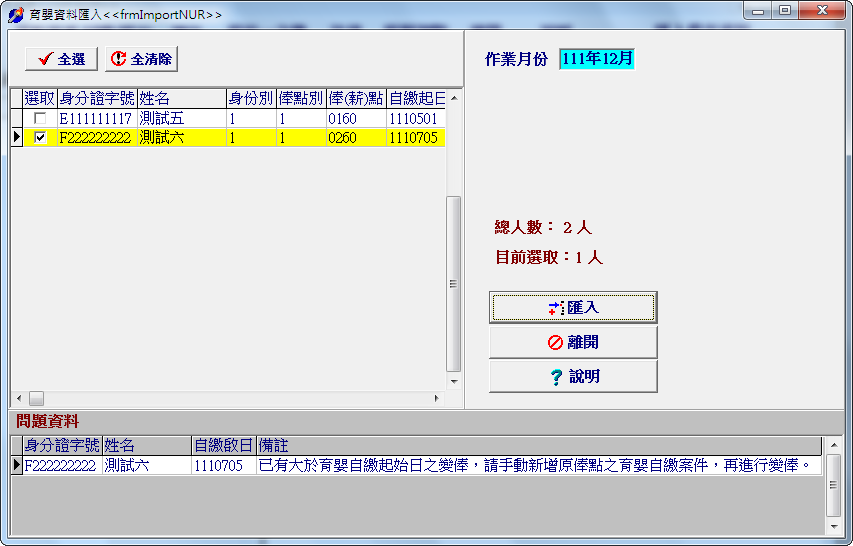 育嬰資料匯入<<frmImportNUR>>
全選 全清除
作業月份 111年12月
選取 身分證字號 姓名 身份別 俸點別 俸(薪)點 自繳起日
E111111117 測試五 1 1 0160 1110501
F222222222 測試六 1 1 0260 1110705
總人數： 2 人
目前選取：1 人
匯入
離開
說明
問題資料
身分證字號 姓名 自繳啟日 備註
F222222222 測試六 1110705 已有大於育嬰自繳起始日之變俸，請手動新增原俸點之育嬰自繳案件，再進行變俸。